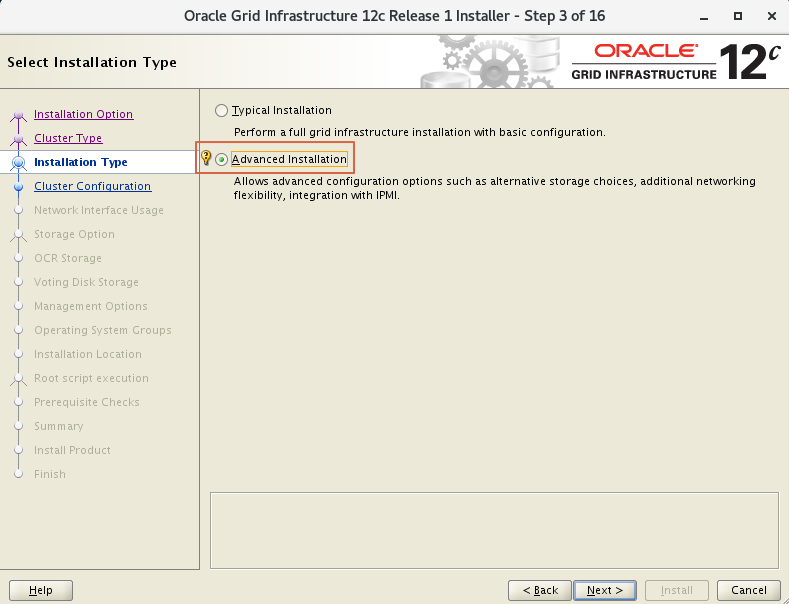 Oracle Grid Infrastructure 12c Release 1 Installer - Step 3 of 16
Select Installation Type
ORACLE®
GRID INFRASTRUCTURE
12c
Installation Option
Cluster Type
Installation Type
Cluster Configuration
Network Interface Usage
Storage Option
OCR Storage
Voting Disk Storage
Management Options
Operating System Groups
Installation Location
Root script execution
Prerequisite Checks
Summary
Install Product
Finish
Typical Installation
Perform a full grid infrastructure installation with basic configuration.
Advanced Installation
Allows advanced configuration options such as alternative storage choices, additional networking
flexibility, integration with IPMI.
Help
< Back
Next >
Install
Cancel